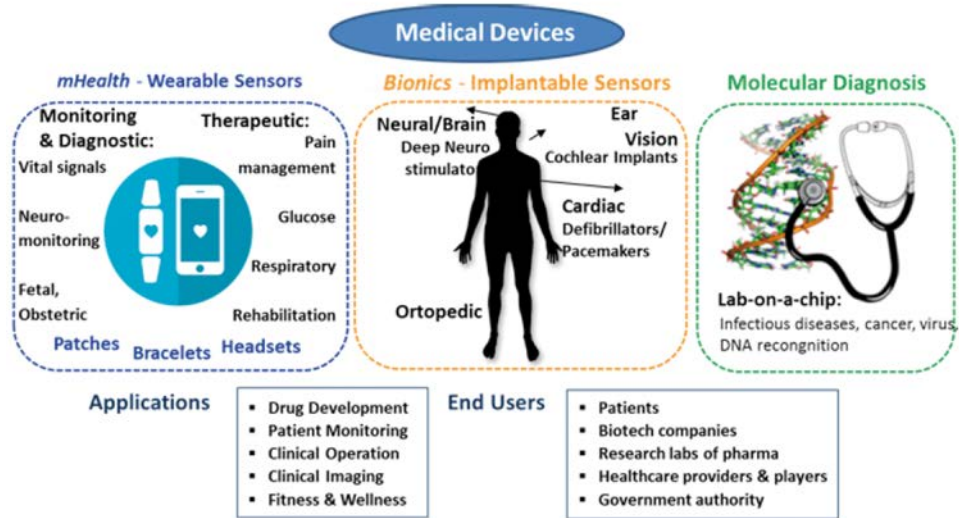 Medical Devices
mHealth - Wearable Sensors
Monitoring
& Diagnostic:
Vital signals
Neuro-
monitoring
Fetal,
Obstetric
Therapeutic:
Pain
management
Glucose
Respiratory
Rehabilitation
Patches
Bracelets
Headsets
Bionics - Implantable Sensors
Neural/Brain
Deep Neuro
stimulato
Ear
Vision
Cochlear Implants
Cardiac
Defibrillators/
Pacemakers
Ortopedic
Molecular Diagnosis
Lab-on-a-chip:
Infectious diseases, cancer, virus,
DNA recongnition
Applications
▪ Drug Development
▪ Patient Monitoring
▪ Clinical Operation
▪ Clinical Imaging
▪ Fitness & Wellness
End Users
▪ Patients
▪ Biotech companies
▪ Research labs of pharma
▪ Healthcare providers & players
▪ Government authority